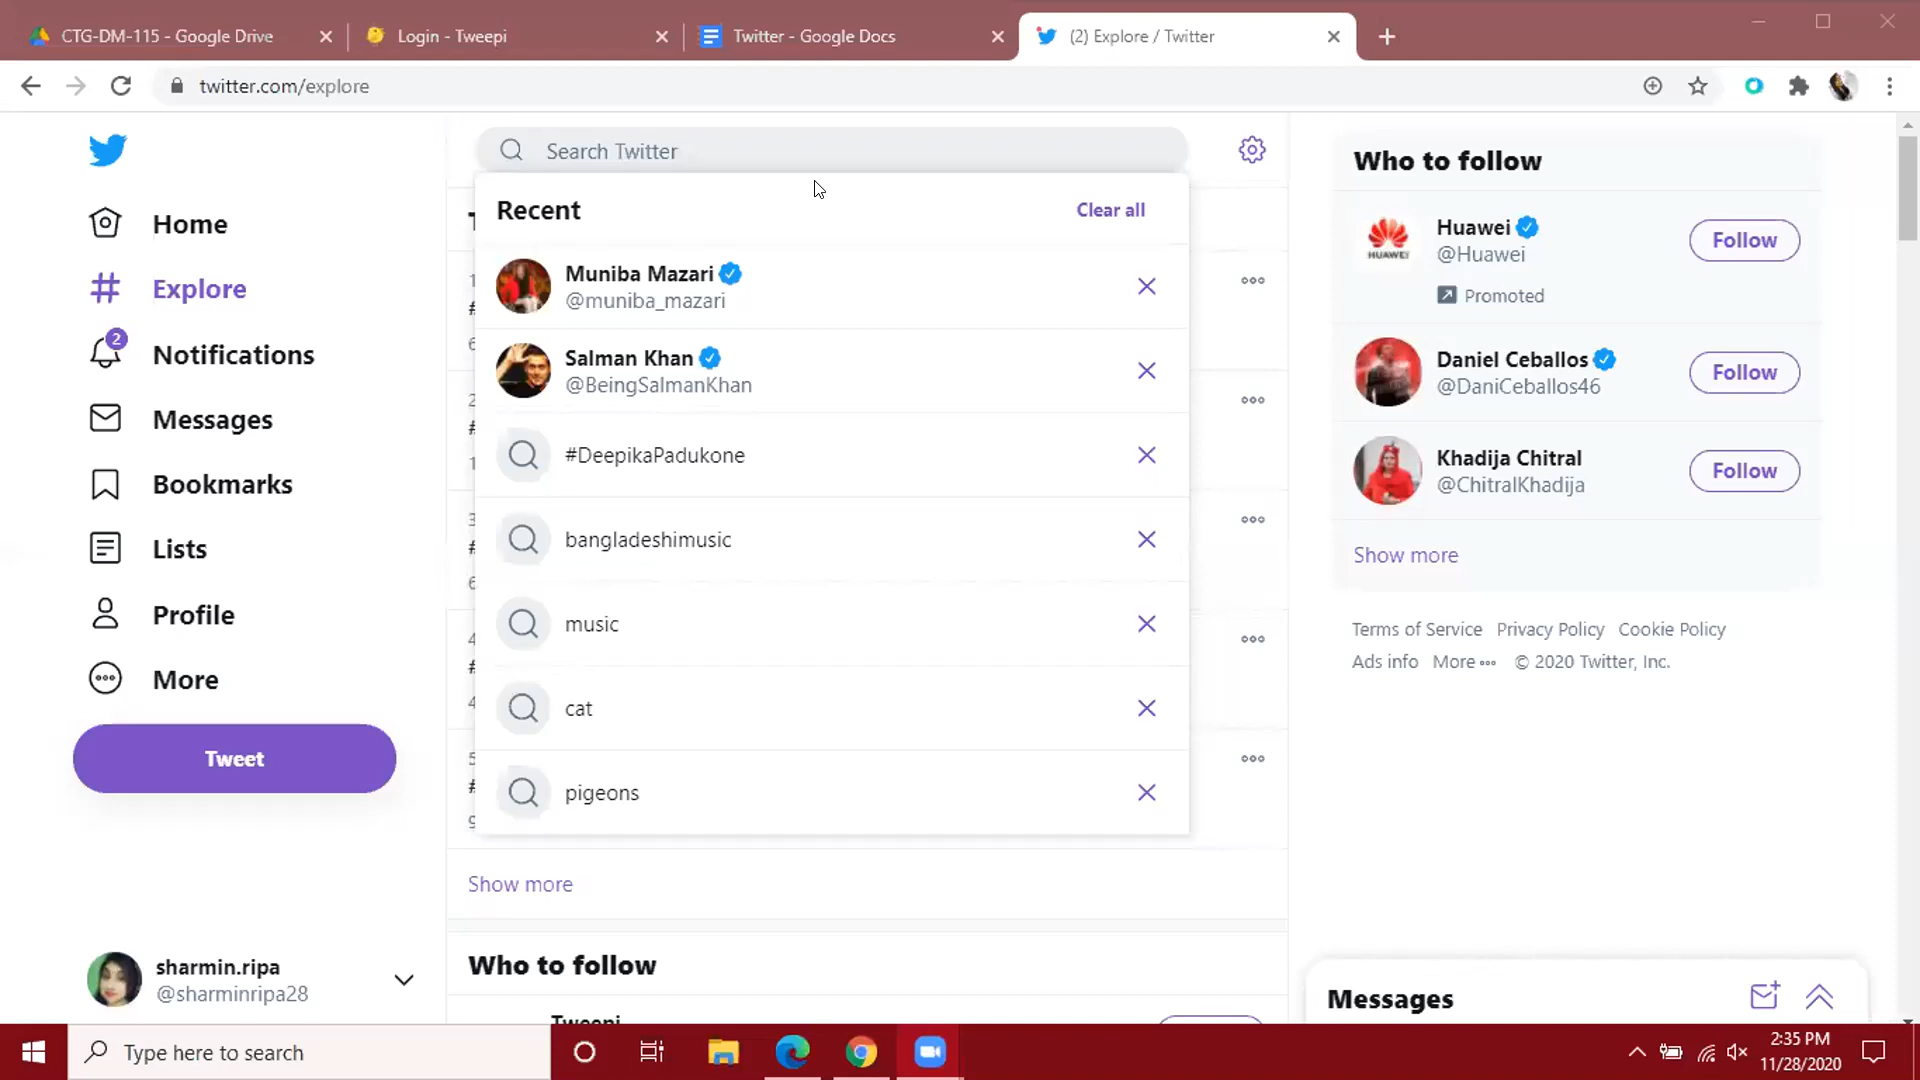 CTG-DM-115 - Google Drive
Login - Tweepi
Twitter - Google Docs
(2) Explore / Twitter
twitter.com/explore
Home
Explore
2
Notifications
Messages
Bookmarks
Lists
Profile
More
Tweet
sharmin.ripa
@sharminripa28
Search Twitter
Recent
Clear all
Muniba Mazari
@muniba_mazari
Salman Khan
@BeingSalmanKhan
#DeepikaPadukone
bangladeshimusic
music
cat
pigeons
Show more
Who to follow
Tweepi
Who to follow
Huawei
@Huawei
Follow
HUAWEI
Promoted
Daniel Ceballos
@DaniCeballos46
Follow
Khadija Chitral
@ChitralKhadija
Follow
Show more
Terms of Service Privacy Policy Cookie Policy
Ads info More © 2020 Twitter, Inc.
Messages
Type here to search
2:35 PM
11/28/2020